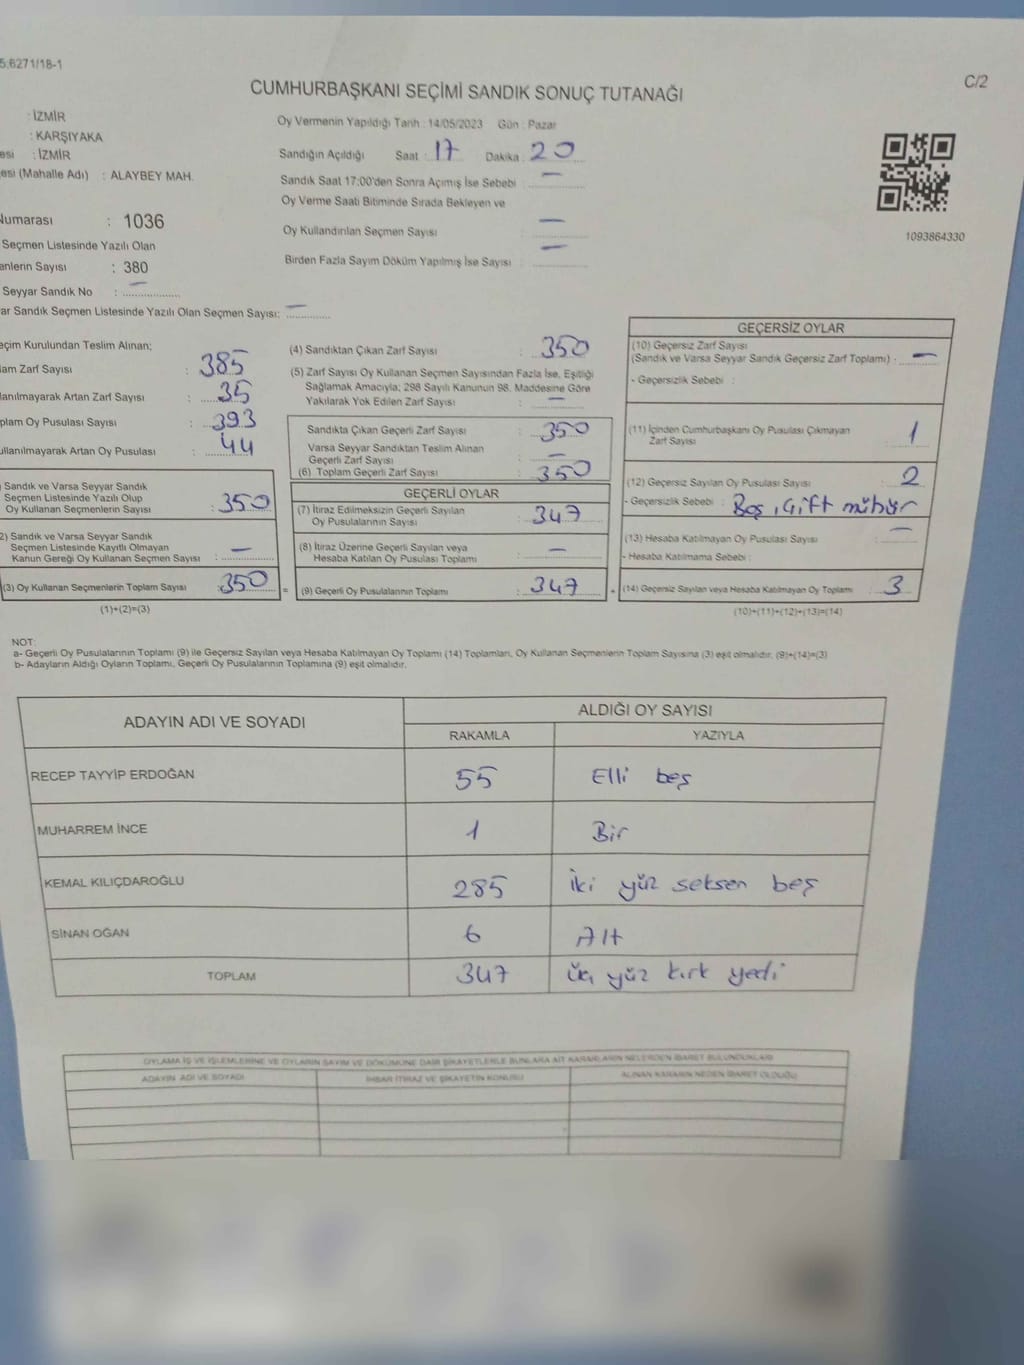 5.6271/18-1
C/2
CUMHURBAŞKANI SEÇİMİ SANDIK SONUÇ TUTANAĞI
: İZMİR
: KARŞIYAKA
esi : İZMİR
esi (Mahalle Adı) : ALAYBEY MAH.
Numarası : 1036
Seçmen Listesinde Yazılı Olan
enlerin Sayısı : 380
Seyyar Sandık No : —
ar Sandık Seçmen Listesinde Yazılı Olan Seçmen Sayısı: —
Oy Vermenin Yapıldığı Tarih : 14/05/2023 Gün : Pazar
Sandığın Açıldığı Saat : 17 Dakika : 20
Sandık Saat 17:00'den Sonra Açılmış İse Sebebi : —
Oy Verme Saati Bitiminde Sırada Bekleyen ve
Oy Kullandırılan Seçmen Sayısı : —
Birden Fazla Sayım Döküm Yapılmış İse Sayısı : —
1093864330
eçim Kurulundan Teslim Alınan;
lam Zarf Sayısı : 385
lanılmayarak Artan Zarf Sayısı : 35
plam Oy Pusulası Sayısı : 393
ullanılmayarak Artan Oy Pusulası : 44
Sandık ve Varsa Seyyar Sandık
Seçmen Listesinde Yazılı Olup
Oy Kullanan Seçmenlerin Sayısı : 350
2) Sandık ve Varsa Seyyar Sandık
Seçmen Listesinde Kayıtlı Olmayan
Kanun Gereği Oy Kullanan Seçmen Sayısı : —
(3) Oy Kullanan Seçmenlerin Toplam Sayısı : 350 =
(1)+(2)=(3)
(4) Sandıktan Çıkan Zarf Sayısı : 350
(5) Zarf Sayısı Oy Kullanan Seçmen Sayısından Fazla İse, Eşitliği
Sağlamak Amacıyla; 298 Sayılı Kanunun 98. Maddesine Göre
Yakılarak Yok Edilen Zarf Sayısı : —
Sandıkta Çıkan Geçerli Zarf Sayısı : 350
Varsa Seyyar Sandıktan Teslim Alınan
Geçerli Zarf Sayısı : —
(6) Toplam Geçerli Zarf Sayısı : 350
GEÇERLİ OYLAR
(7) İtiraz Edilmeksizin Geçerli Sayılan
Oy Pusulalarının Sayısı : 347
(8) İtiraz Üzerine Geçerli Sayılan veya
Hesaba Katılan Oy Pusulası Toplamı : —
(9) Geçerli Oy Pusulalarının Toplamı : 347 +
GEÇERSİZ OYLAR
(10) Geçersiz Zarf Sayısı
(Sandık ve Varsa Seyyar Sandık Geçersiz Zarf Toplamı) : —
- Geçersizlik Sebebi :
(11) İçinden Cumhurbaşkanı Oy Pusulası Çıkmayan
Zarf Sayısı : 1
(12) Geçersiz Sayılan Oy Pusulası Sayısı : 2
- Geçersizlik Sebebi : Boş, Çift mühür
(13) Hesaba Katılmayan Oy Pusulası Sayısı : —
- Hesaba Katılmama Sebebi :
(14) Geçersiz Sayılan veya Hesaba Katılmayan Oy Toplamı : 3
(10)+(11)+(12)+(13)=(14)
NOT:
a- Geçerli Oy Pusulalarının Toplamı (9) ile Geçersiz Sayılan veya Hesaba Katılmayan Oy Toplamı (14) Toplamları, Oy Kullanan Seçmenlerin Toplam Sayısına (3) eşit olmalıdır. (9)+(14)=(3)
b- Adayların Aldığı Oyların Toplamı, Geçerli Oy Pusulalarının Toplamına (9) eşit olmalıdır.
ADAYIN ADI VE SOYADI ALDIĞI OY SAYISI
RAKAMLA YAZIYLA
RECEP TAYYİP ERDOĞAN 55 Elli beş
MUHARREM İNCE 1 Bir
KEMAL KILIÇDAROĞLU 285 İki yüz seksen beş
SİNAN OĞAN 6 Altı
TOPLAM 347 Üç yüz kırk yedi
OYLAMA İŞ VE İŞLEMLERİNE VE OYLARIN SAYIM VE DÖKÜMÜNE DAİR ŞİKAYETLERLE BUNLARA AİT KARARLARIN NELERDEN İBARET BULUNDUKLARI
ADAYIN ADI VE SOYADI İHBAR İTİRAZ VE ŞİKAYETİN KONUSU ALINAN KARARIN NEDEN İBARET OLDUĞU